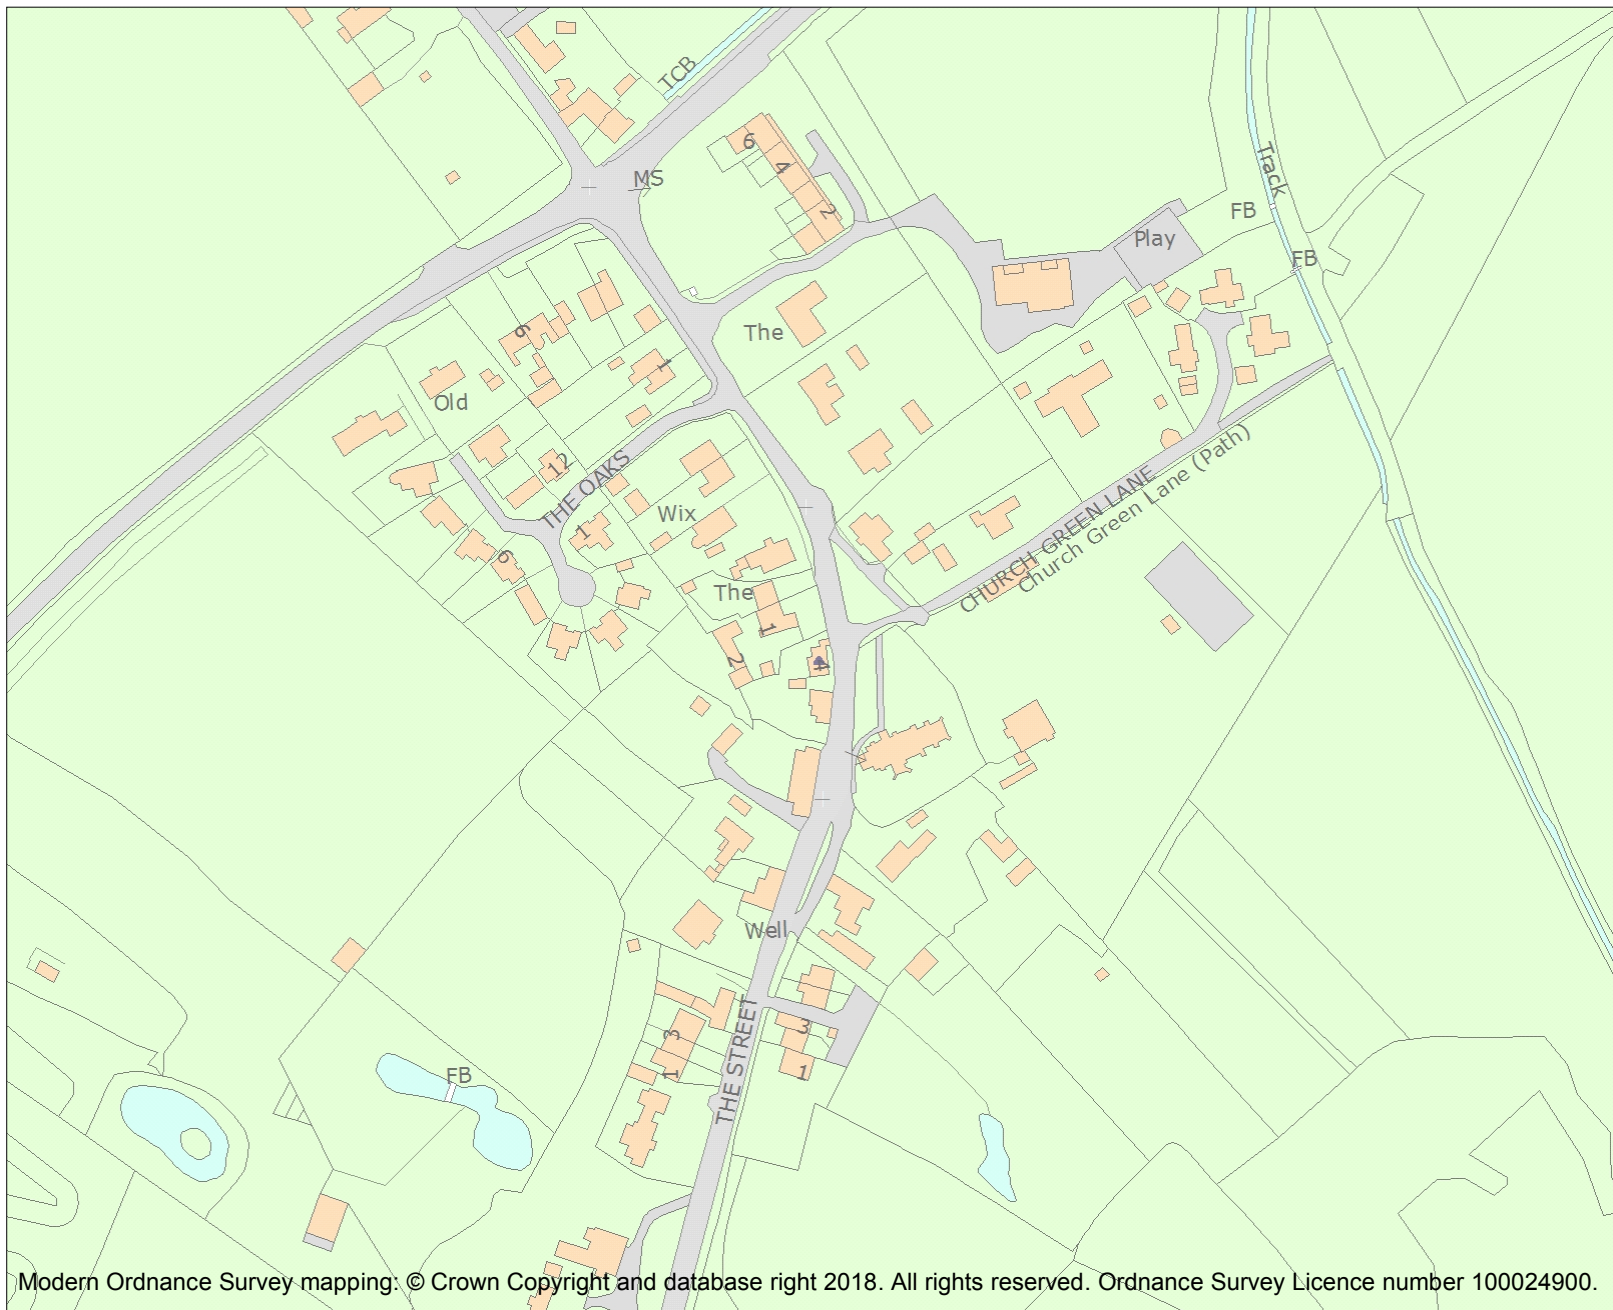 TCB
MS
6
4
2
Track
FB
Play
FB
The
6
1
Old
12
THE OAKS
Wix
1
6
CHURCH GREEN LANE
Church Green Lane (Path)
The
1
2
4
Well
3
1
THE STREET
3
1
FB
Modern Ordnance Survey mapping: © Crown Copyright and database right 2018. All rights reserved. Ordnance Survey Licence number 100024900.